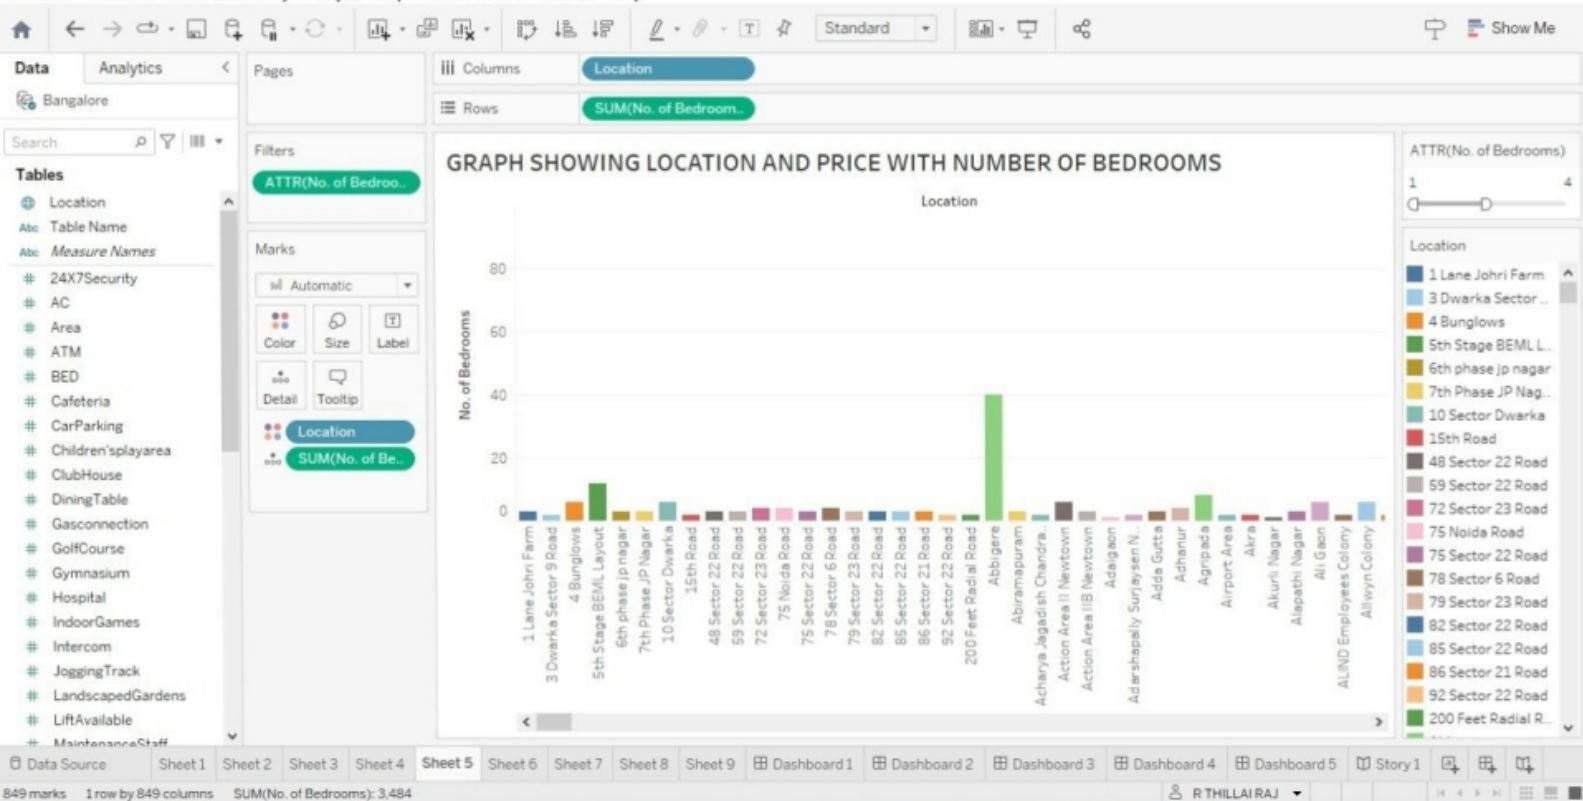 Standard
Show Me
Data
Analytics
Pages
Columns
Location
Bangalore
Rows
SUM(No. of Bedroom..
Search
Filters
ATTR(No. of Bedroo..
GRAPH SHOWING LOCATION AND PRICE WITH NUMBER OF BEDROOMS
ATTR(No. of Bedrooms)
1
4
Tables
Location
Abc Table Name
Abc Measure Names
# 24X7Security
# AC
# Area
# ATM
# BED
# Cafeteria
# CarParking
# Children'splayarea
# ClubHouse
# DiningTable
# Gasconnection
# GolfCourse
# Gymnasium
# Hospital
# IndoorGames
# Intercom
# JoggingTrack
# LandscapedGardens
# LiftAvailable
# MaintenanceStaff
Marks
Automatic
Color
Size
Label
Detail
Tooltip
Location
SUM(No. of Be..
Location
No. of Bedrooms
80
60
40
20
0
1 Lane Johri Farm
3 Dwarka Sector 9 Road
4 Bunglows
5th Stage BEML Layout
6th phase jp nagar
7th Phase JP Nagar
10 Sector Dwarka
15th Road
48 Sector 22 Road
59 Sector 22 Road
72 Sector 23 Road
75 Noida Road
75 Sector 22 Road
78 Sector 6 Road
79 Sector 23 Road
82 Sector 22 Road
85 Sector 22 Road
86 Sector 21 Road
92 Sector 22 Road
200 Feet Radial Road
Abbigere
Abiramapuram
Acharya Jagadish Chandra..
Action Area II Newtown
Action Area IIB Newtown
Adaigaon
Adarshapally Surjaysen N..
Adda Gutta
Adhanur
Agripada
Airport Area
Akra
Akurli Nagar
Alapathi Nagar
Ali Gaon
ALIND Employees Colony
Allwyn Colony
Location
1 Lane Johri Farm
3 Dwarka Sector ..
4 Bunglows
5th Stage BEML L..
6th phase jp nagar
7th Phase JP Nag..
10 Sector Dwarka
15th Road
48 Sector 22 Road
59 Sector 22 Road
72 Sector 23 Road
75 Noida Road
75 Sector 22 Road
78 Sector 6 Road
79 Sector 23 Road
82 Sector 22 Road
85 Sector 22 Road
86 Sector 21 Road
92 Sector 22 Road
200 Feet Radial R..
Data Source
Sheet 1
Sheet 2
Sheet 3
Sheet 4
Sheet 5
Sheet 6
Sheet 7
Sheet 8
Sheet 9
Dashboard 1
Dashboard 2
Dashboard 3
Dashboard 4
Dashboard 5
Story 1
849 marks
1 row by 849 columns
SUM(No. of Bedrooms): 3,484
R THILLAI RAJ